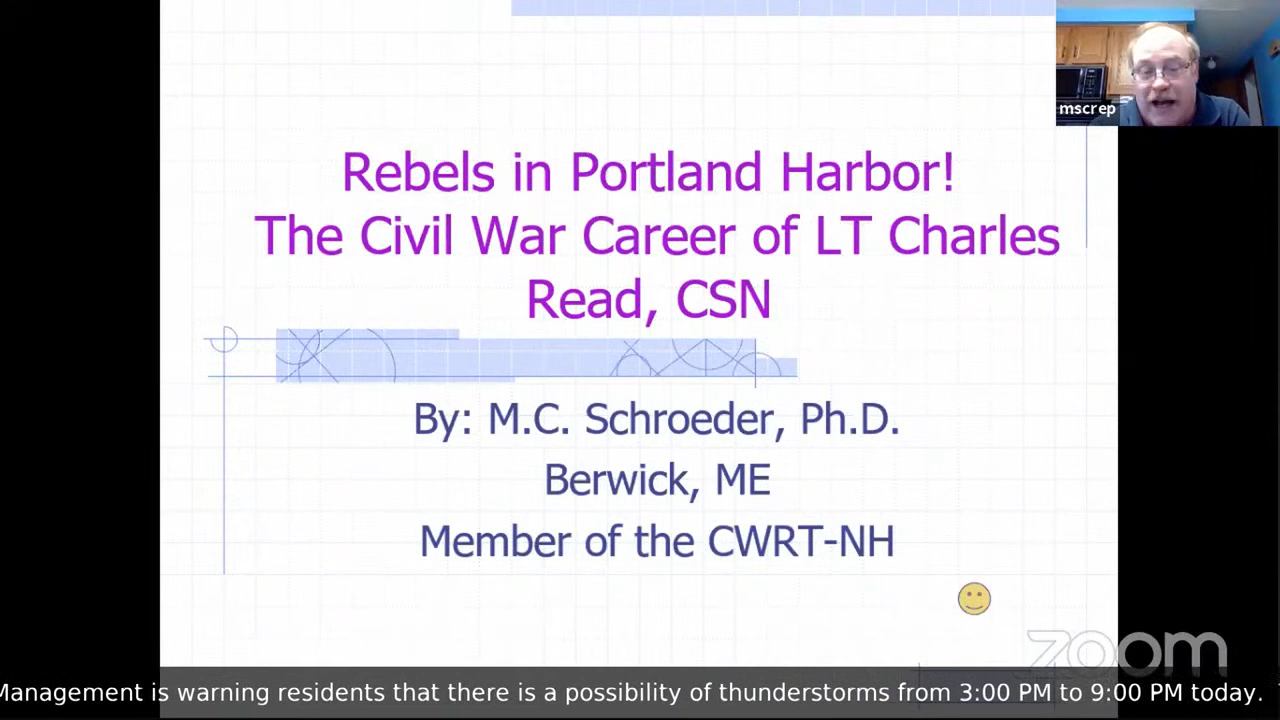 mscrep
Rebels in Portland Harbor!
The Civil War Career of LT Charles
Read, CSN
By: M.C. Schroeder, Ph.D.
Berwick, ME
Member of the CWRT-NH
zoom
Management is warning residents that there is a possibility of thunderstorms from 3:00 PM to 9:00 PM today.